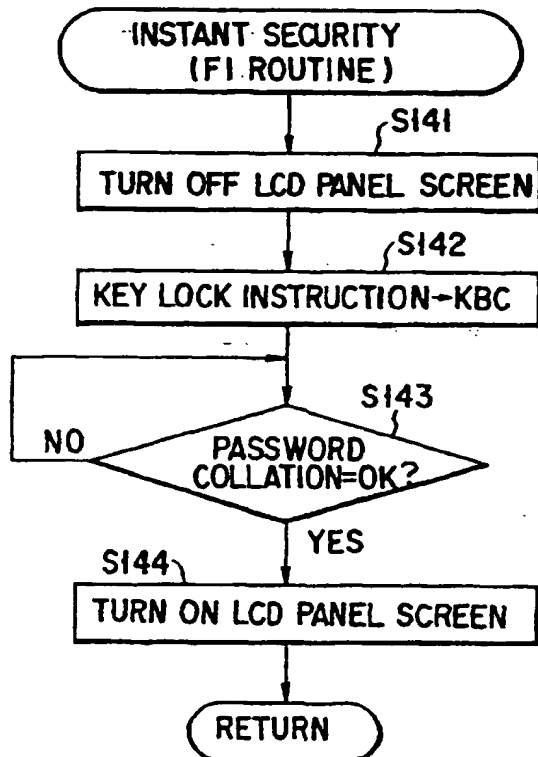 INSTANT SECURITY
(F1 ROUTINE)
S141
TURN OFF LCD PANEL SCREEN
S142
KEY LOCK INSTRUCTION→KBC
S143
NO
PASSWORD
COLLATION=OK?
YES
S144
TURN ON LCD PANEL SCREEN
RETURN